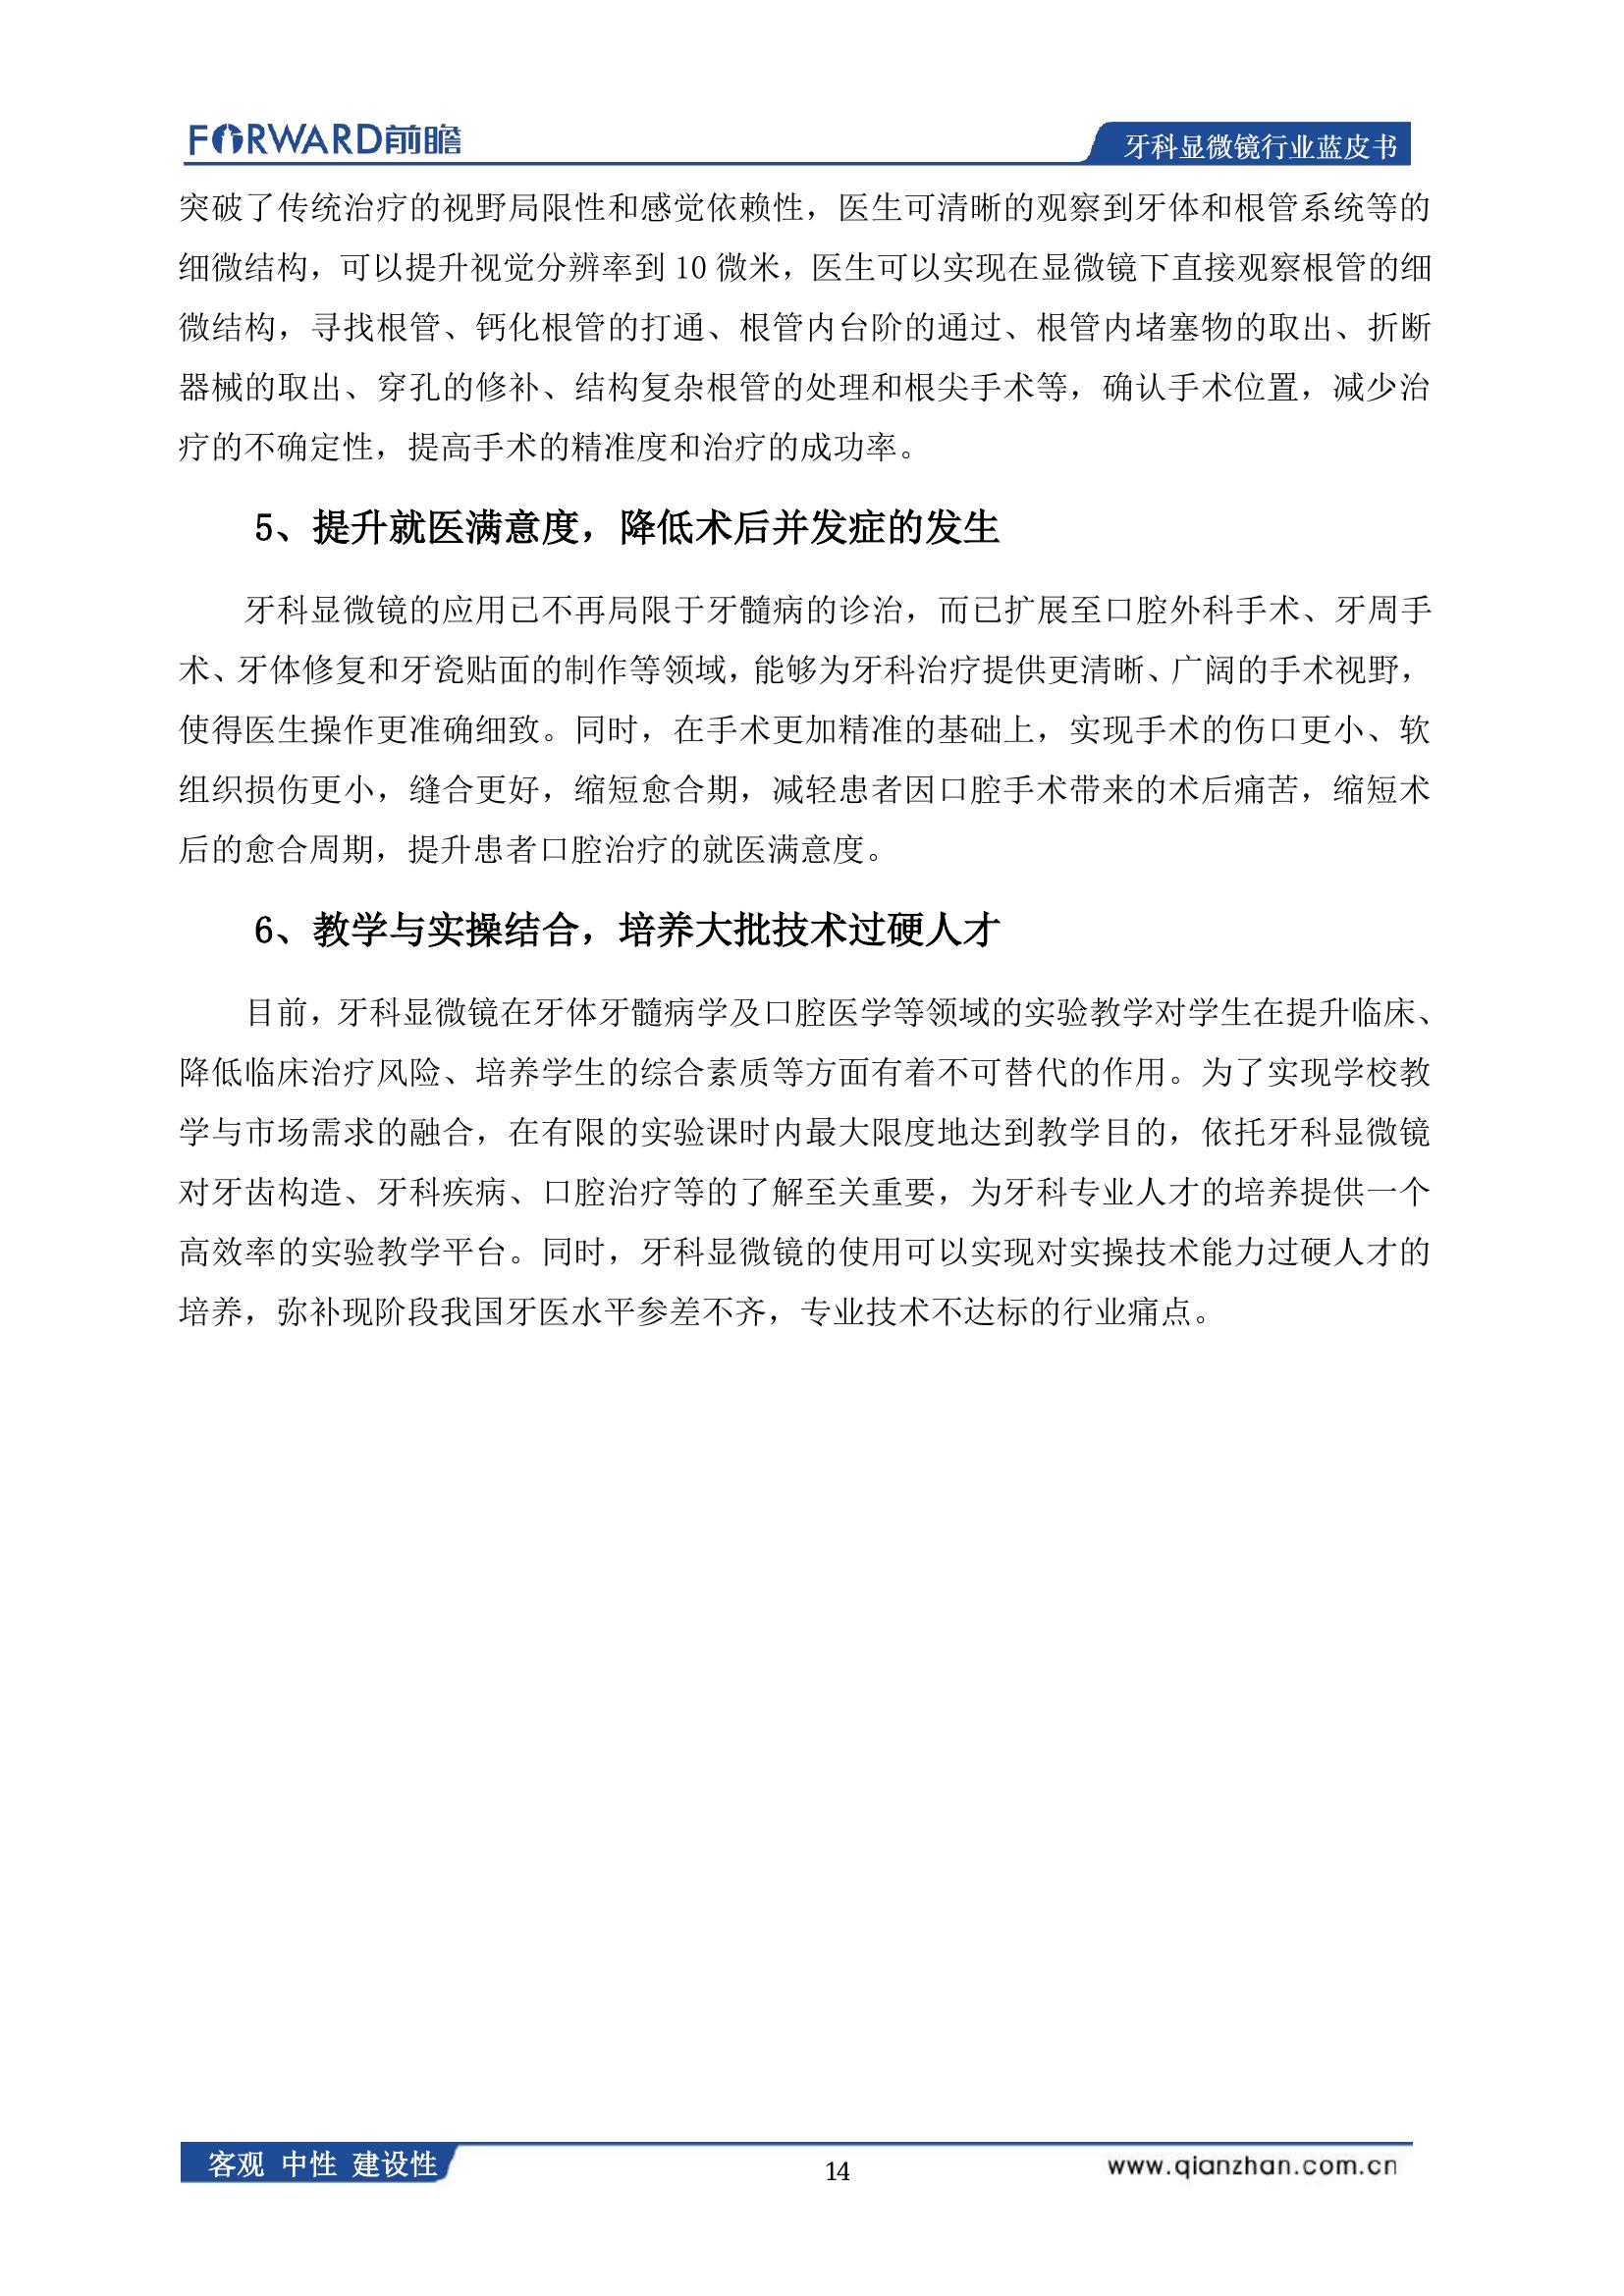 FORWARD前瞻
牙科显微镜行业蓝皮书
突破了传统治疗的视野局限性和感觉依赖性，医生可清晰的观察到牙体和根管系统等的
细微结构，可以提升视觉分辨率到 10 微米，医生可以实现在显微镜下直接观察根管的细
微结构，寻找根管、钙化根管的打通、根管内台阶的通过、根管内堵塞物的取出、折断
器械的取出、穿孔的修补、结构复杂根管的处理和根尖手术等，确认手术位置，减少治
疗的不确定性，提高手术的精准度和治疗的成功率。
5、提升就医满意度，降低术后并发症的发生
牙科显微镜的应用已不再局限于牙髓病的诊治，而已扩展至口腔外科手术、牙周手
术、牙体修复和牙瓷贴面的制作等领域，能够为牙科治疗提供更清晰、广阔的手术视野，
使得医生操作更准确细致。同时，在手术更加精准的基础上，实现手术的伤口更小、软
组织损伤更小，缝合更好，缩短愈合期，减轻患者因口腔手术带来的术后痛苦，缩短术
后的愈合周期，提升患者口腔治疗的就医满意度。
6、教学与实操结合，培养大批技术过硬人才
目前，牙科显微镜在牙体牙髓病学及口腔医学等领域的实验教学对学生在提升临床、
降低临床治疗风险、培养学生的综合素质等方面有着不可替代的作用。为了实现学校教
学与市场需求的融合，在有限的实验课时内最大限度地达到教学目的，依托牙科显微镜
对牙齿构造、牙科疾病、口腔治疗等的了解至关重要，为牙科专业人才的培养提供一个
高效率的实验教学平台。同时，牙科显微镜的使用可以实现对实操技术能力过硬人才的
培养，弥补现阶段我国牙医水平参差不齐，专业技术不达标的行业痛点。
客观 中性 建设性
14
www.qianzhan.com.cn